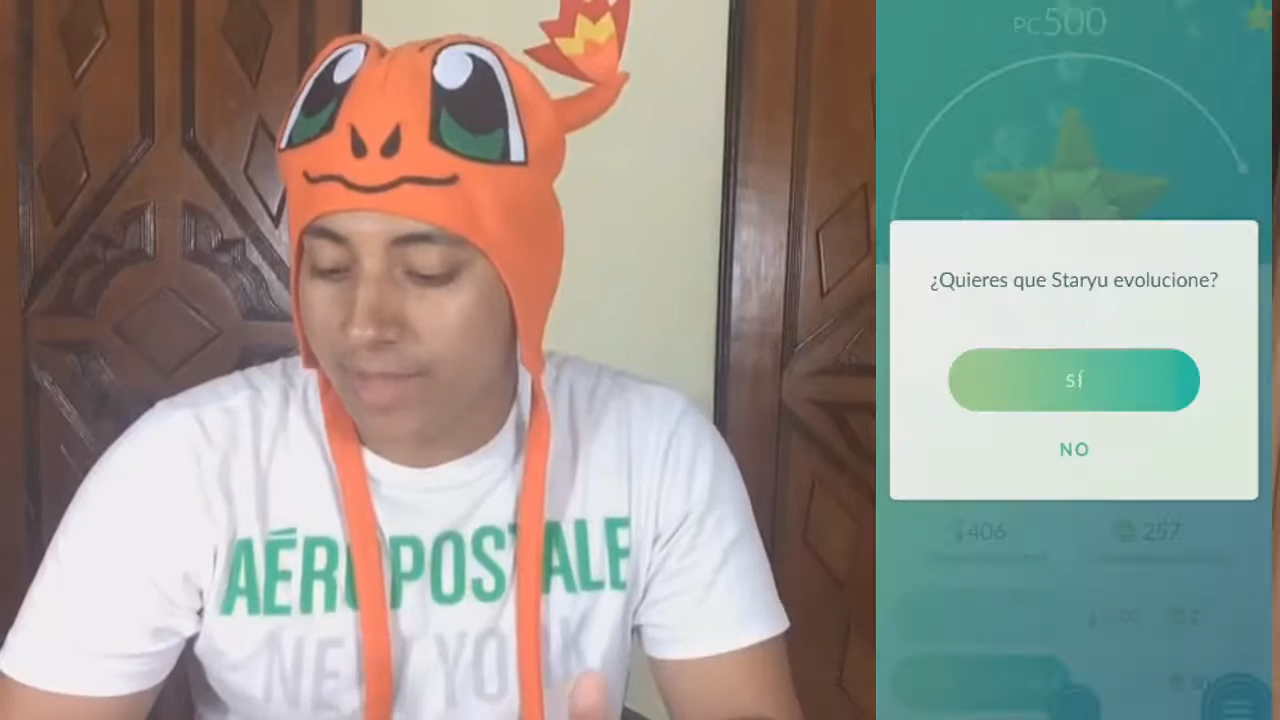 AÉROPOSTALE
NEW YORK
PC500
¿Quieres que Staryu evolucione?
SÍ
NO
406
257